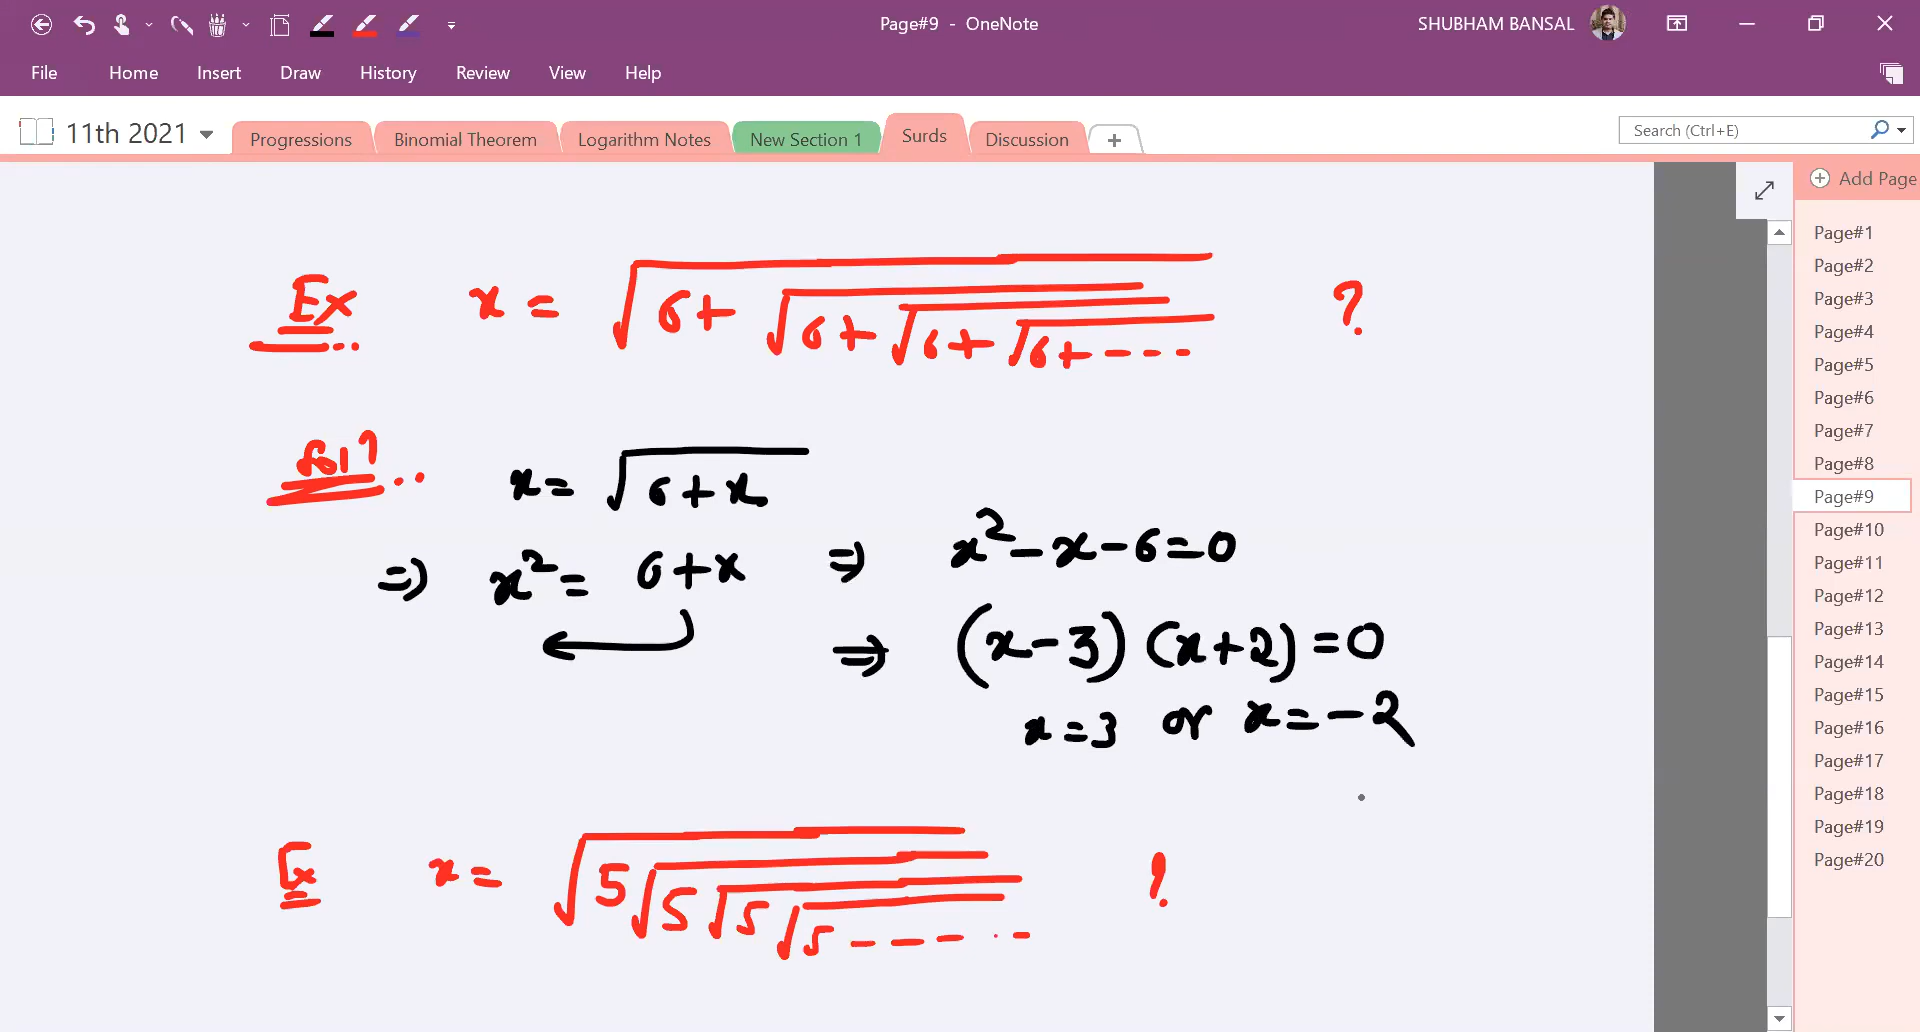 Page#9 - OneNote
SHUBHAM BANSAL
File Home Insert Draw History Review View Help
11th 2021
Progressions Binomial Theorem Logarithm Notes New Section 1 Surds Discussion +
Search (Ctrl+E)
Add Page
Page#1
Page#2
Page#3
Page#4
Page#5
Page#6
Page#7
Page#8
Page#9
Page#10
Page#11
Page#12
Page#13
Page#14
Page#15
Page#16
Page#17
Page#18
Page#19
Page#20
Ex x = √6+√6+√6+√6+---- ?
x = √6+x
⇒ x² = 6+x ⇒ x²-x-6=0
⇒ (x-3)(x+2)=0
x=3 or x=-2
Ex x = √5√5√5√5----- ?